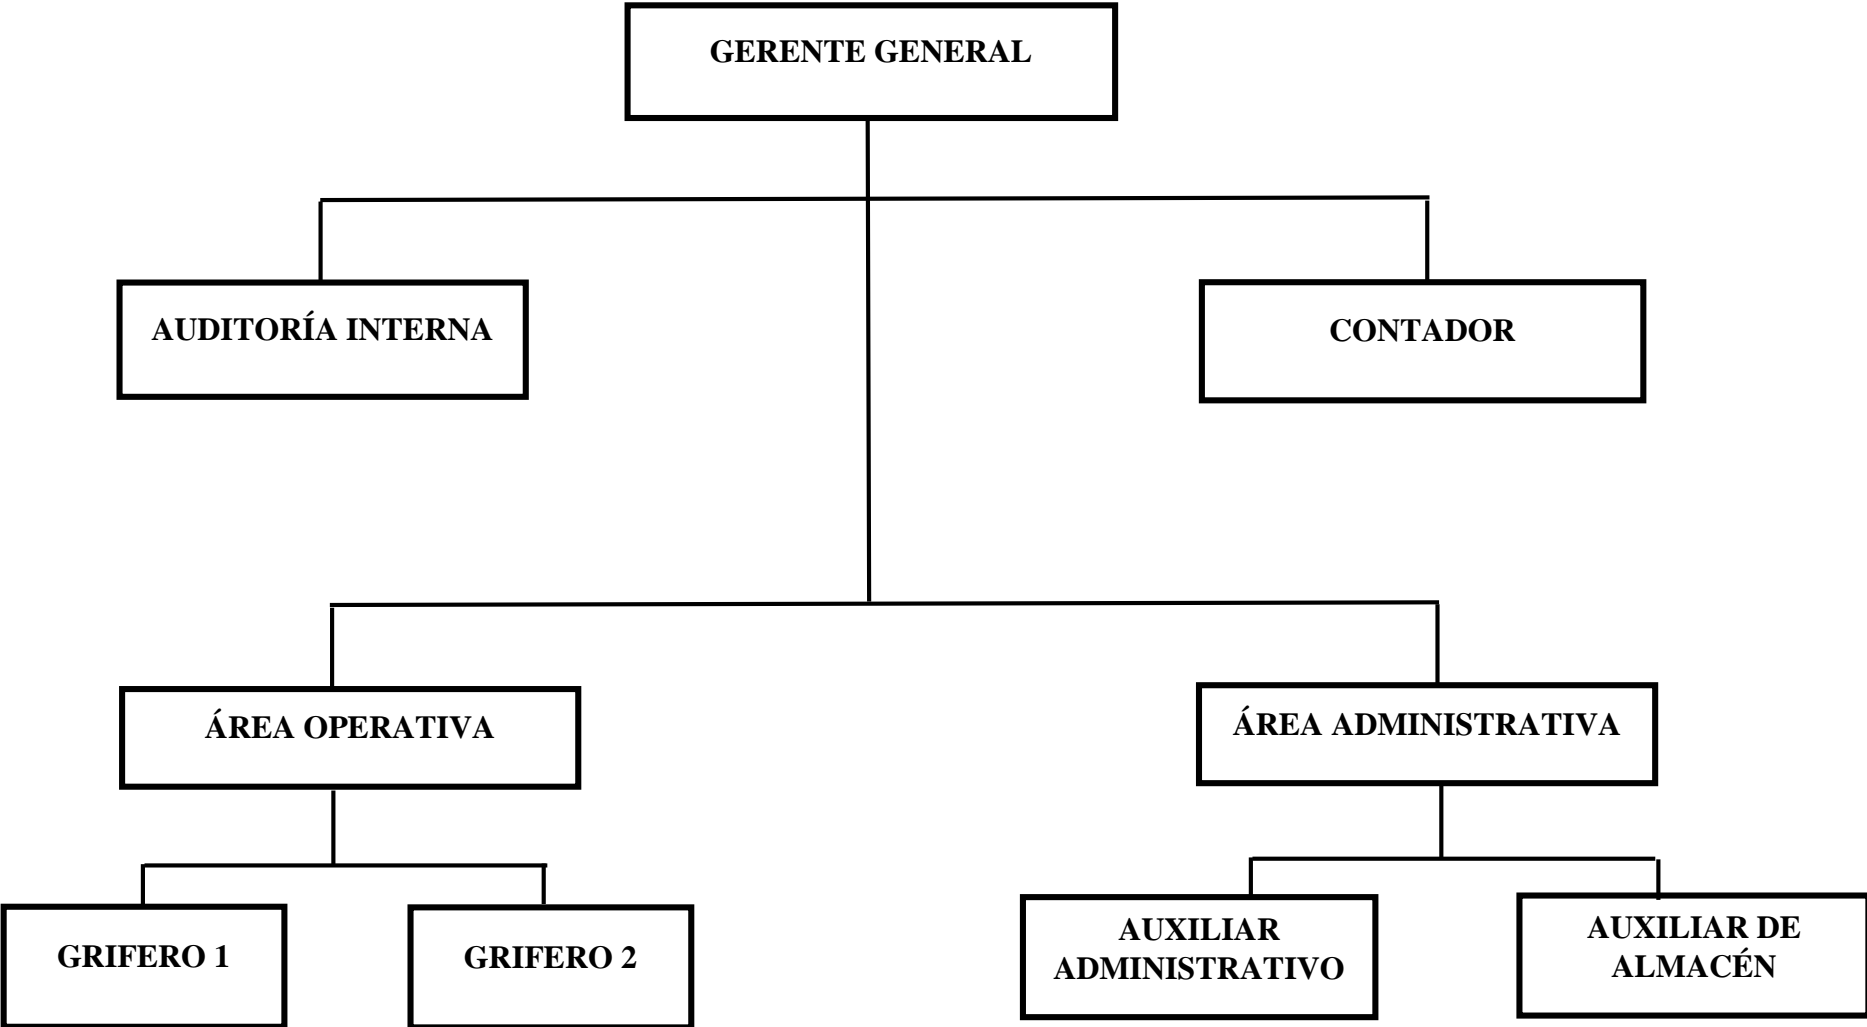 GERENTE GENERAL
AUDITORÍA INTERNA
CONTADOR
ÁREA OPERATIVA
ÁREA ADMINISTRATIVA
GRIFERO 1
GRIFERO 2
AUXILIAR
ADMINISTRATIVO
AUXILIAR DE
ALMACÉN